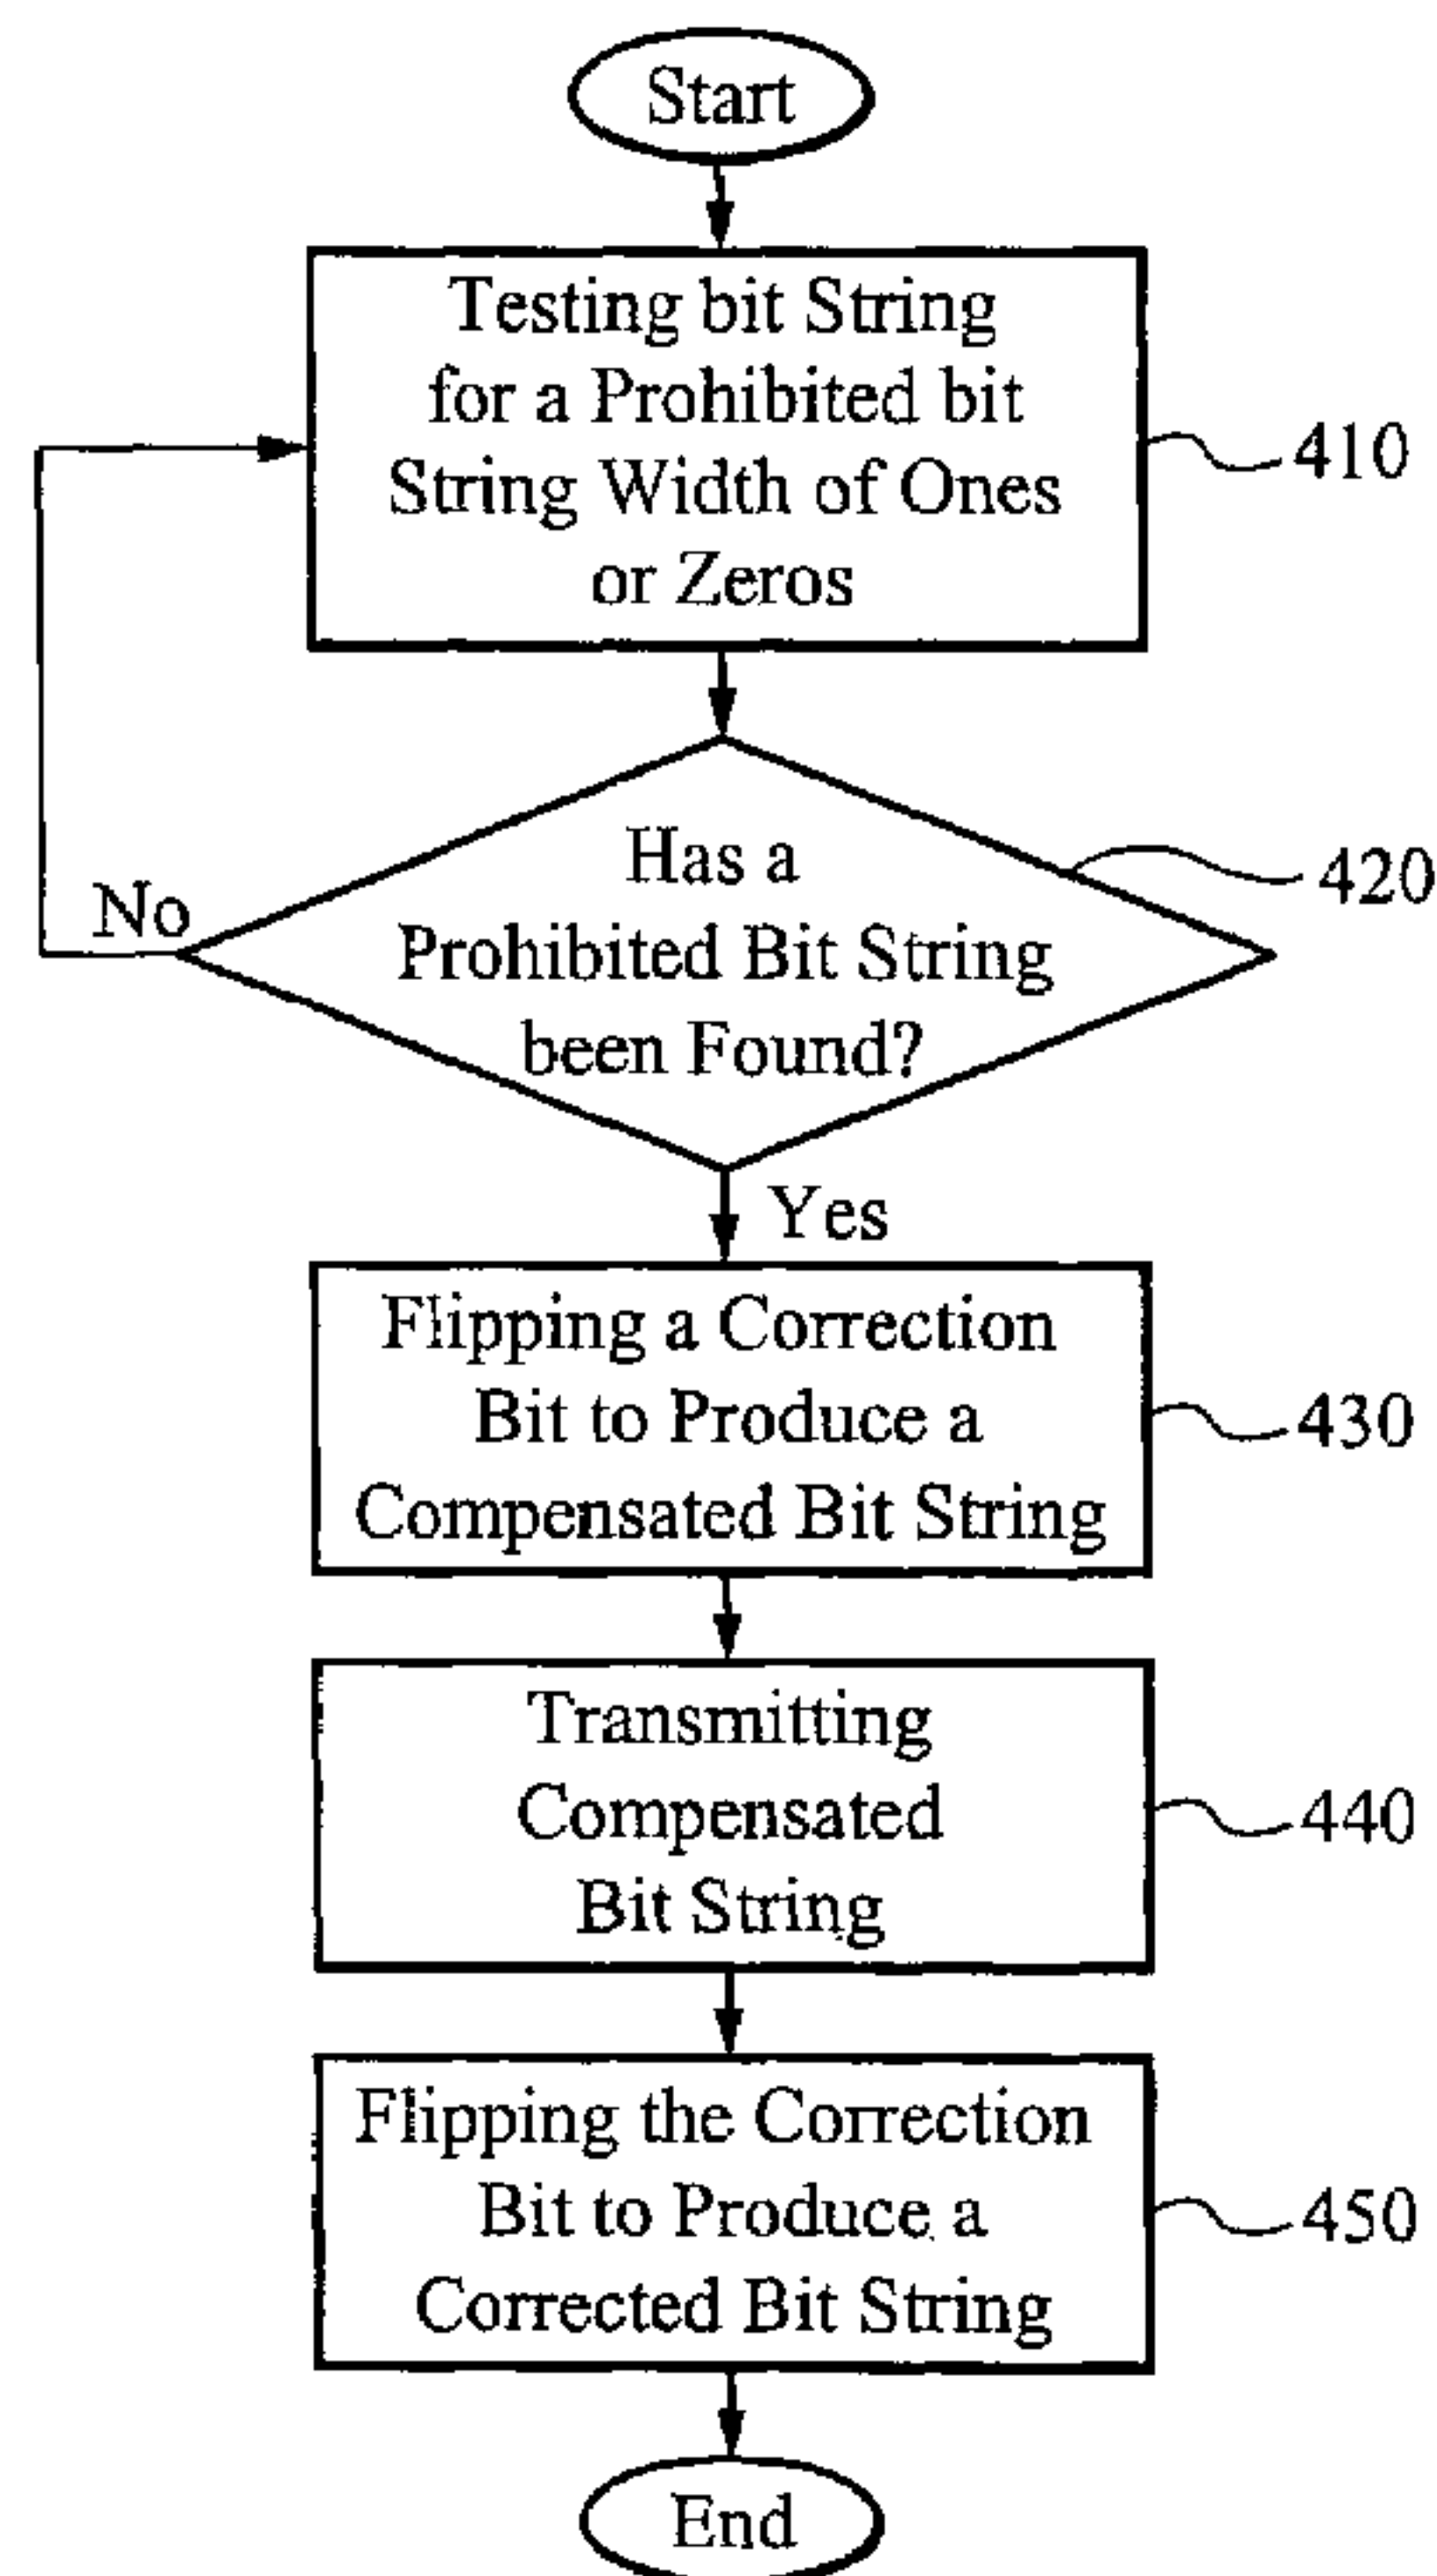 Start
Testing bit String
for a Prohibited bit
String Width of Ones
or Zeros
410
Has a
Prohibited Bit String
been Found?
420
No
Yes
Flipping a Correction
Bit to Produce a
Compensated Bit String
430
Transmitting
Compensated
Bit String
440
Flipping the Correction
Bit to Produce a
Corrected Bit String
450
End